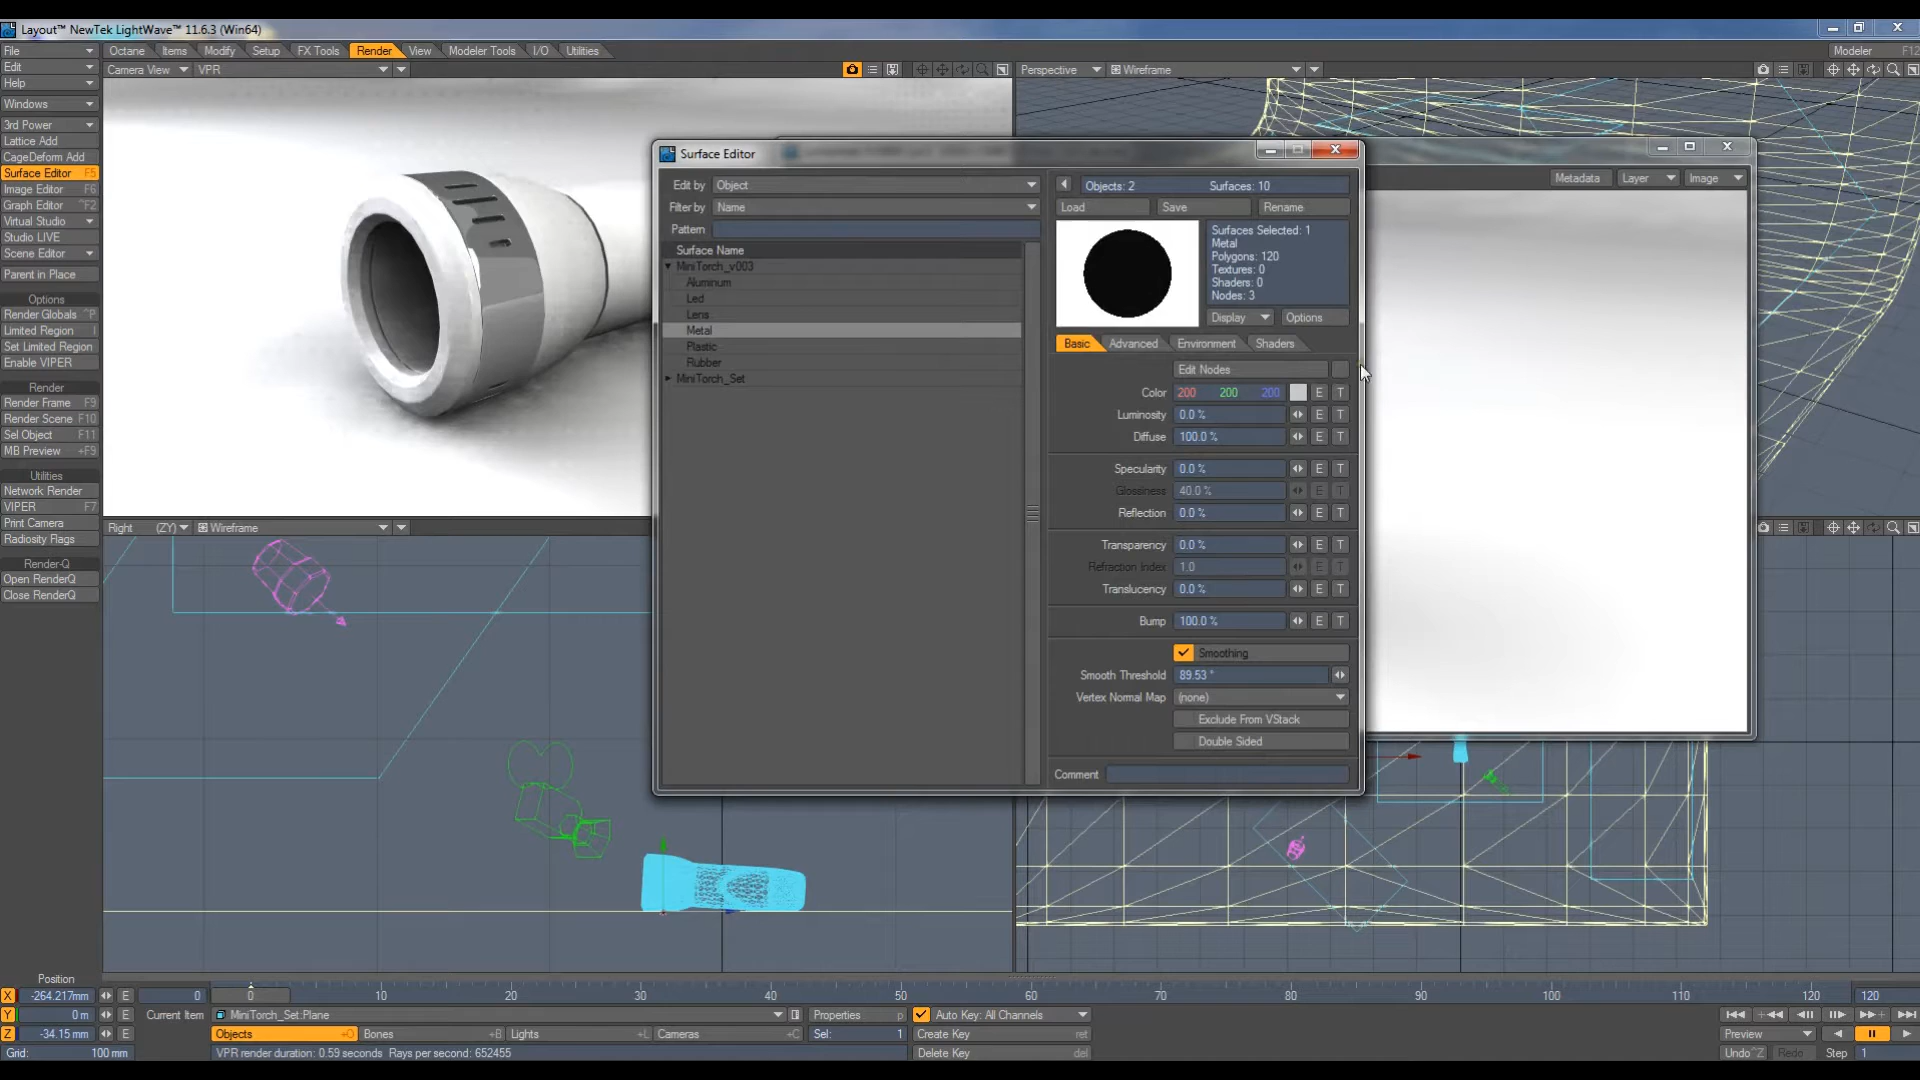 Layout™ NewTek LightWave™ 11.6.3 (Win64)
File
Octane Items Modify Setup FX Tools Render View Modeler Tools I/O Utilities
Modeler F12
Edit
Help
Windows
3rd Power
Lattice Add
CageDeform Add
Surface Editor F5
Image Editor F6
Graph Editor ^F2
Virtual Studio
Studio LIVE
Scene Editor
Parent in Place
Options
Render Globals ^P
Limited Region l
Set Limited Region
Enable VIPER
Render
Render Frame F9
Render Scene F10
Sel Object F11
MB Preview +F9
Utilities
Network Render
VIPER F7
Print Camera
Radiosity Flags
Render-Q
Open RenderQ
Close RenderQ
Camera View VPR
Perspective Wireframe
Right (ZY) Wireframe
Surface Editor
Edit by Object
Filter by Name
Pattern
Surface Name
MiniTorch_v003
Aluminum
Led
Lens
Metal
Plastic
Rubber
MiniTorch_Set
Objects: 2 Surfaces: 10
Load Save Rename
Surfaces Selected: 1
Metal
Polygons: 120
Textures: 0
Shaders: 0
Nodes: 3
Display Options
Basic Advanced Environment Shaders
Edit Nodes
Color 200 200 200 E T
Luminosity 0.0 % E T
Diffuse 100.0 % E T
Specularity 0.0 % E T
Glossiness 40.0 % E T
Reflection 0.0 % E T
Transparency 0.0 % E T
Refraction Index 1.0 E T
Translucency 0.0 % E T
Bump 100.0 % E T
Smoothing
Smooth Threshold 89.53 °
Vertex Normal Map (none)
Exclude From VStack
Double Sided
Comment
Metadata Layer Image
Position
X -264.217mm E
Y 0 m E
Z -34.15 mm E
Grid: 100 mm
0 0 10 20 30 40 50 60 70 80 90 100 110 120 120
Current Item MiniTorch_Set:Plane Properties p Auto Key: All Channels
Objects +O Bones +B Lights +L Cameras +C Sel: 1 Create Key ret
VPR render duration: 0.59 seconds Rays per second: 652455
Delete Key del
Preview
Undo ^Z Redo Step 1